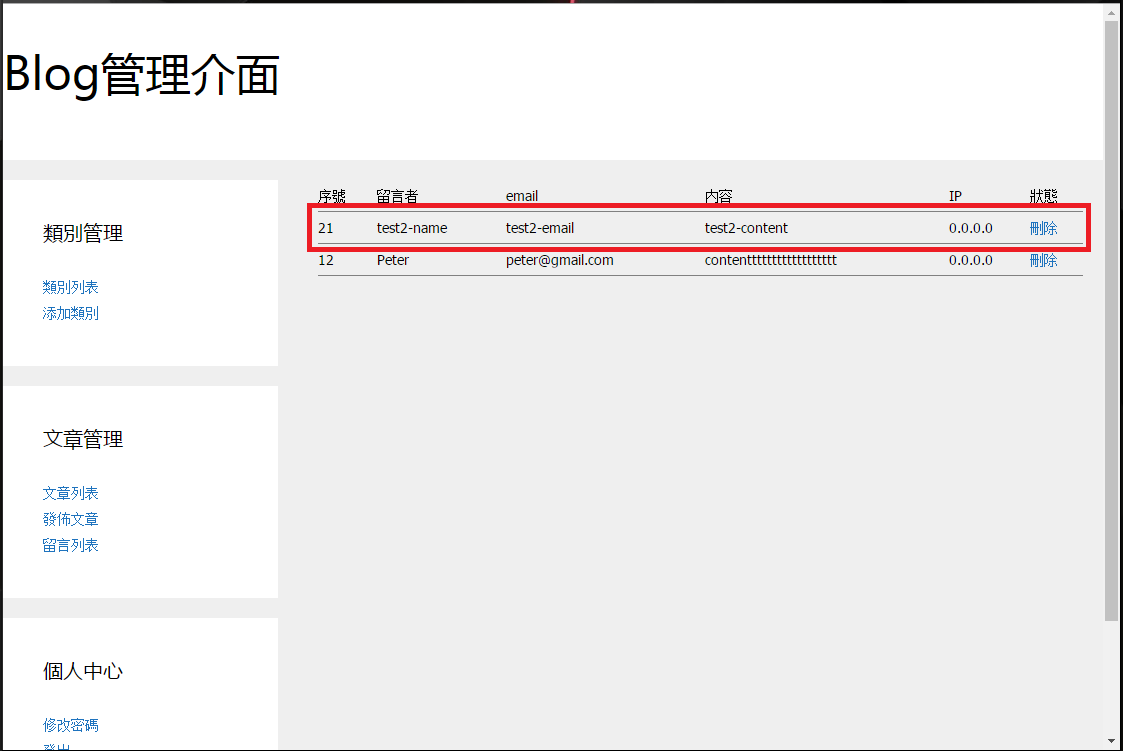 Blog管理介面
類別管理
類別列表
添加類別
文章管理
文章列表
發佈文章
留言列表
個人中心
修改密碼
登出
序號 留言者 email 內容 IP 狀態
21 test2-name test2-email test2-content 0.0.0.0 刪除
12 Peter peter@gmail.com contenttttttttttttttttttt 0.0.0.0 刪除